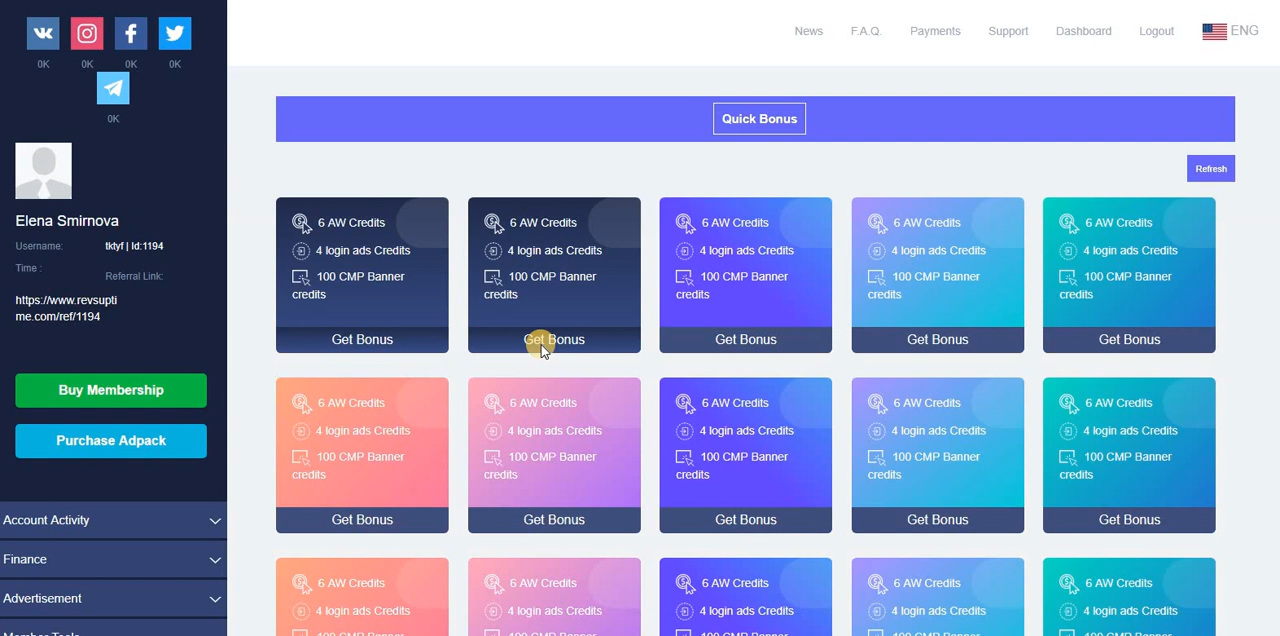 News F.A.Q. Payments Support Dashboard Logout ENG
0K 0K 0K 0K
0K
Elena Smirnova
Username: tktyf | Id:1194
Time :
Referral Link:
https://www.revsupti
me.com/ref/1194
Buy Membership
Purchase Adpack
Account Activity
Finance
Advertisement
Quick Bonus
Refresh
6 AW Credits
4 login ads Credits
100 CMP Banner
credits
Get Bonus
6 AW Credits
4 login ads Credits
100 CMP Banner
credits
Get Bonus
6 AW Credits
4 login ads Credits
100 CMP Banner
credits
Get Bonus
6 AW Credits
4 login ads Credits
100 CMP Banner
credits
Get Bonus
6 AW Credits
4 login ads Credits
100 CMP Banner
credits
Get Bonus
6 AW Credits
4 login ads Credits
100 CMP Banner
credits
Get Bonus
6 AW Credits
4 login ads Credits
100 CMP Banner
credits
Get Bonus
6 AW Credits
4 login ads Credits
100 CMP Banner
credits
Get Bonus
6 AW Credits
4 login ads Credits
100 CMP Banner
credits
Get Bonus
6 AW Credits
4 login ads Credits
100 CMP Banner
credits
Get Bonus
6 AW Credits
4 login ads Credits
6 AW Credits
4 login ads Credits
6 AW Credits
4 login ads Credits
6 AW Credits
4 login ads Credits
6 AW Credits
4 login ads Credits